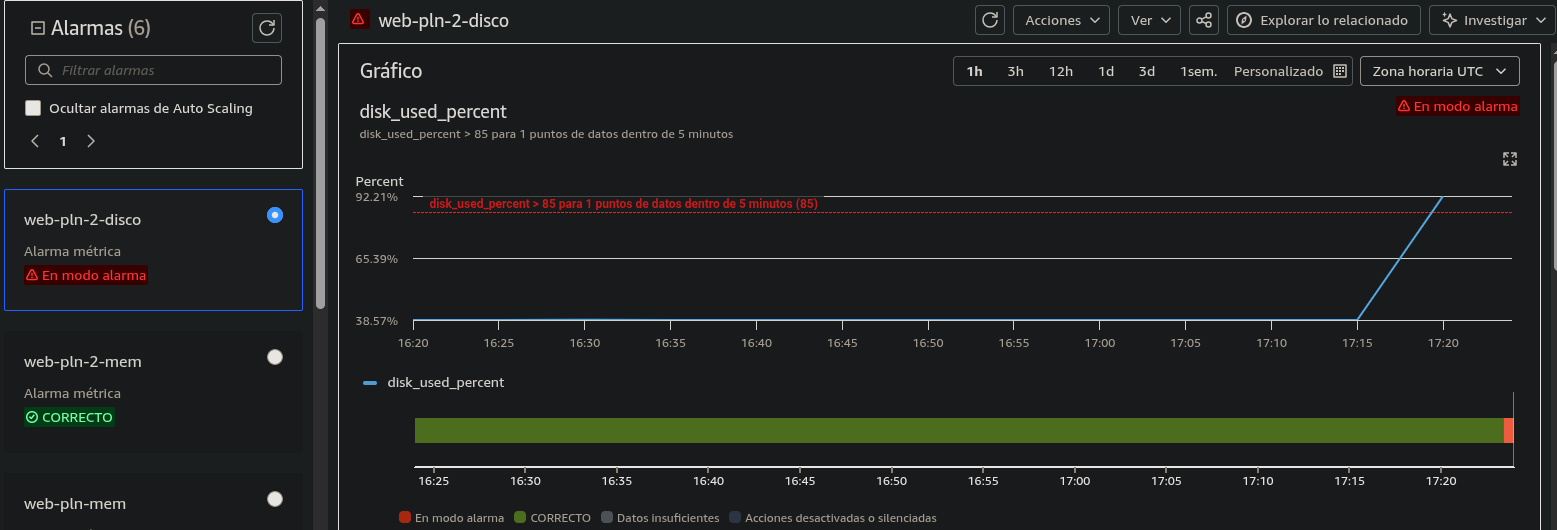 Alarmas (6)
Filtrar alarmas
Ocultar alarmas de Auto Scaling
1
web-pln-2-disco
Alarma métrica
En modo alarma
web-pln-2-mem
Alarma métrica
CORRECTO
web-pln-mem
web-pln-2-disco
Acciones
Ver
Explorar lo relacionado
Investigar
Gráfico
1h 3h 12h 1d 3d 1sem. Personalizado
Zona horaria UTC
disk_used_percent
En modo alarma
disk_used_percent > 85 para 1 puntos de datos dentro de 5 minutos
Percent
92.21%
disk_used_percent > 85 para 1 puntos de datos dentro de 5 minutos (85)
65.39%
38.57%
16:20 16:25 16:30 16:35 16:40 16:45 16:50 16:55 17:00 17:05 17:10 17:15 17:20
disk_used_percent
16:25 16:30 16:35 16:40 16:45 16:50 16:55 17:00 17:05 17:10 17:15 17:20
En modo alarma CORRECTO Datos insuficientes Acciones desactivadas o silenciadas